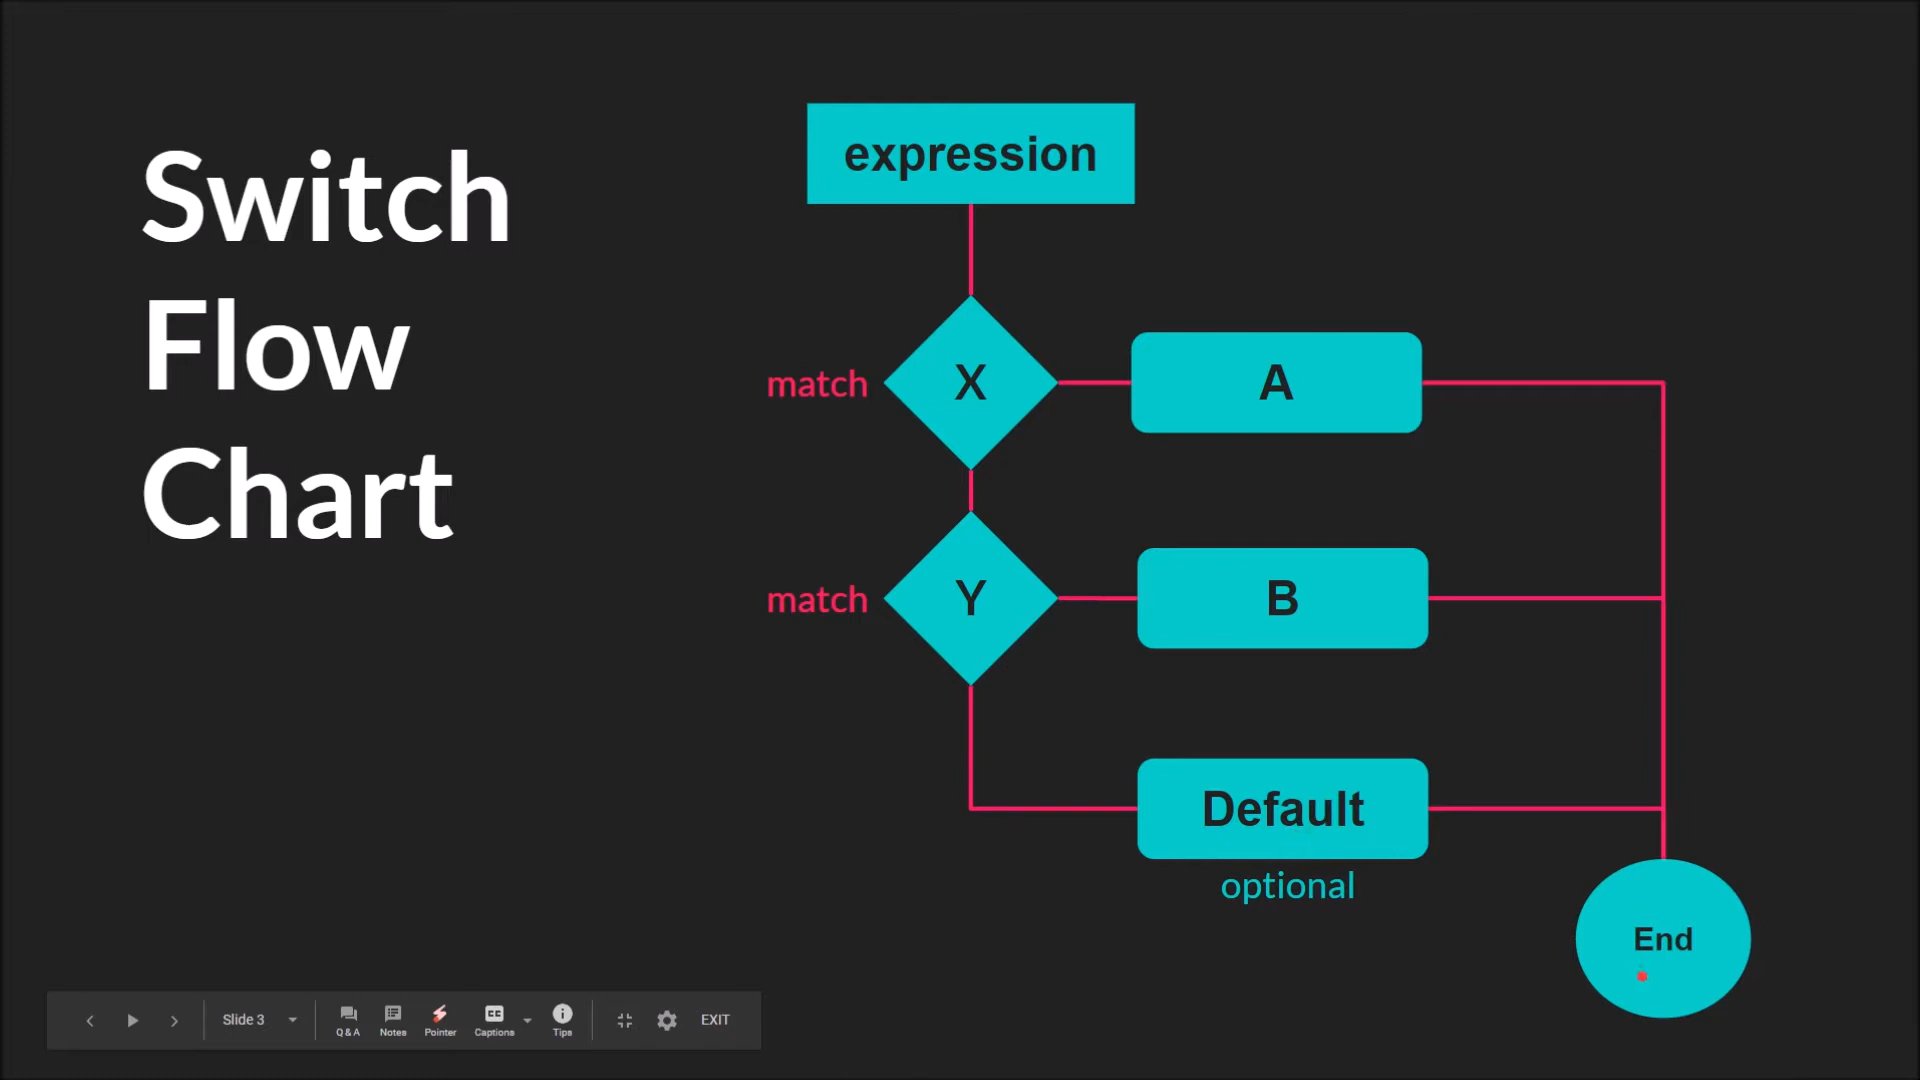 Switch
Flow
Chart
expression
match
X
A
match
Y
B
Default
optional
End
Slide 3
Q & A
Notes
Pointer
Captions
Tips
EXIT